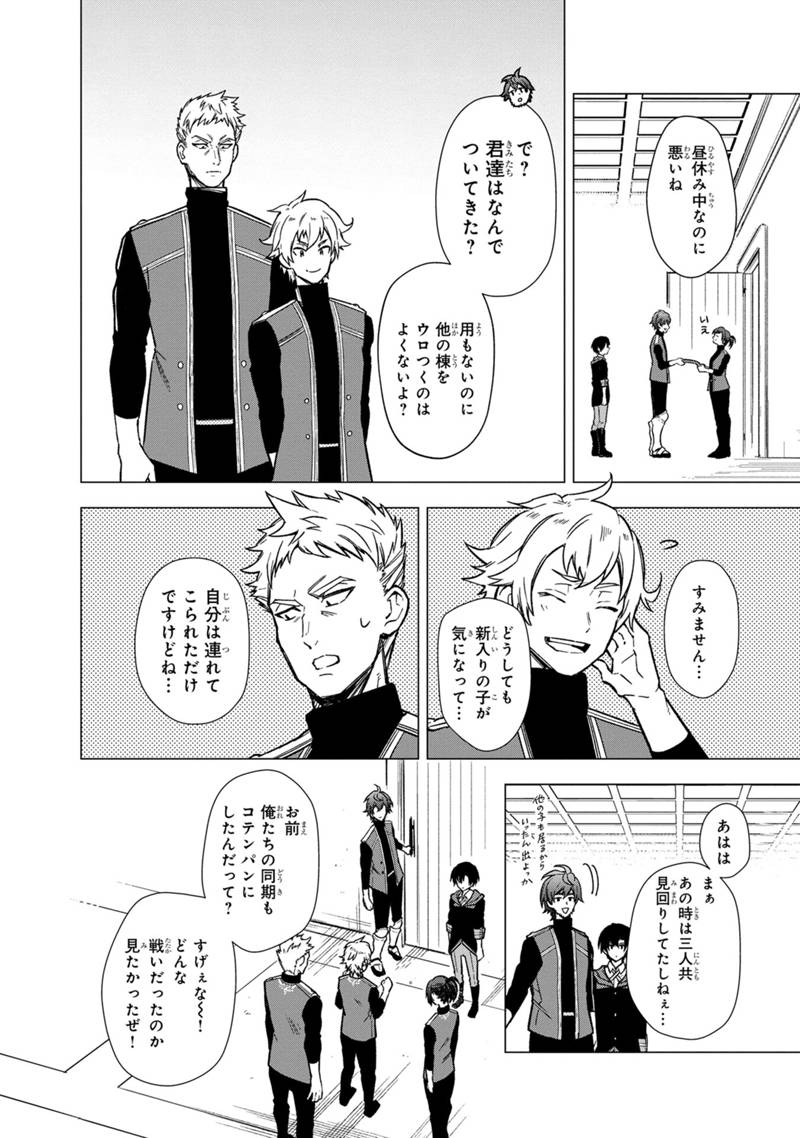 昼休み中なのに
悪いね
いえ
で?
君達はなんで
ついてきた?
用もないのに
他の棟を
ウロつくのは
よくないよ?
すみません…
どうしても
新入りの子が
気になって…
自分は連れて
こられただけ
ですけどね…
あはは
まぁ
あの時は三人共
見回りしてたしねぇ…
他の子も居るから
いったん出よっか
お前
俺たちの同期も
コテンパンに
したんだって?
すげぇな〜!
どんな
戦いだったのか
見たかったぜ!